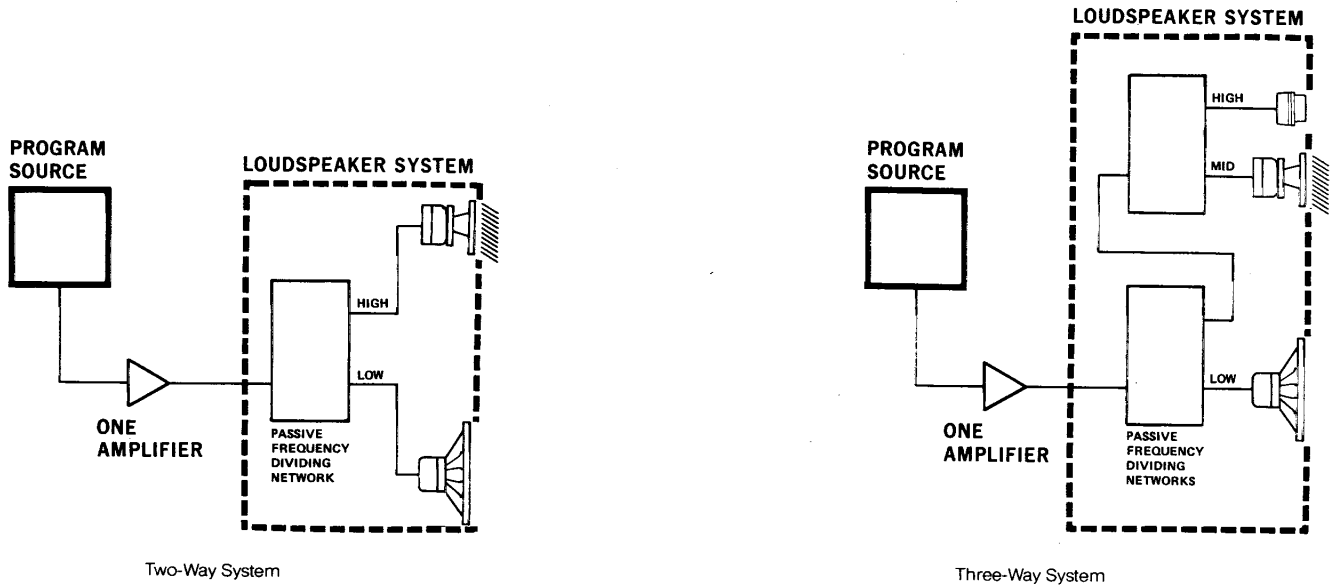 PROGRAM
SOURCE
LOUDSPEAKER SYSTEM
HIGH
LOW
ONE
AMPLIFIER
PASSIVE
FREQUENCY
DIVIDING
NETWORK
Two-Way System
LOUDSPEAKER SYSTEM
PROGRAM
SOURCE
HIGH
MID
LOW
ONE
AMPLIFIER
PASSIVE
FREQUENCY
DIVIDING
NETWORKS
Three-Way System